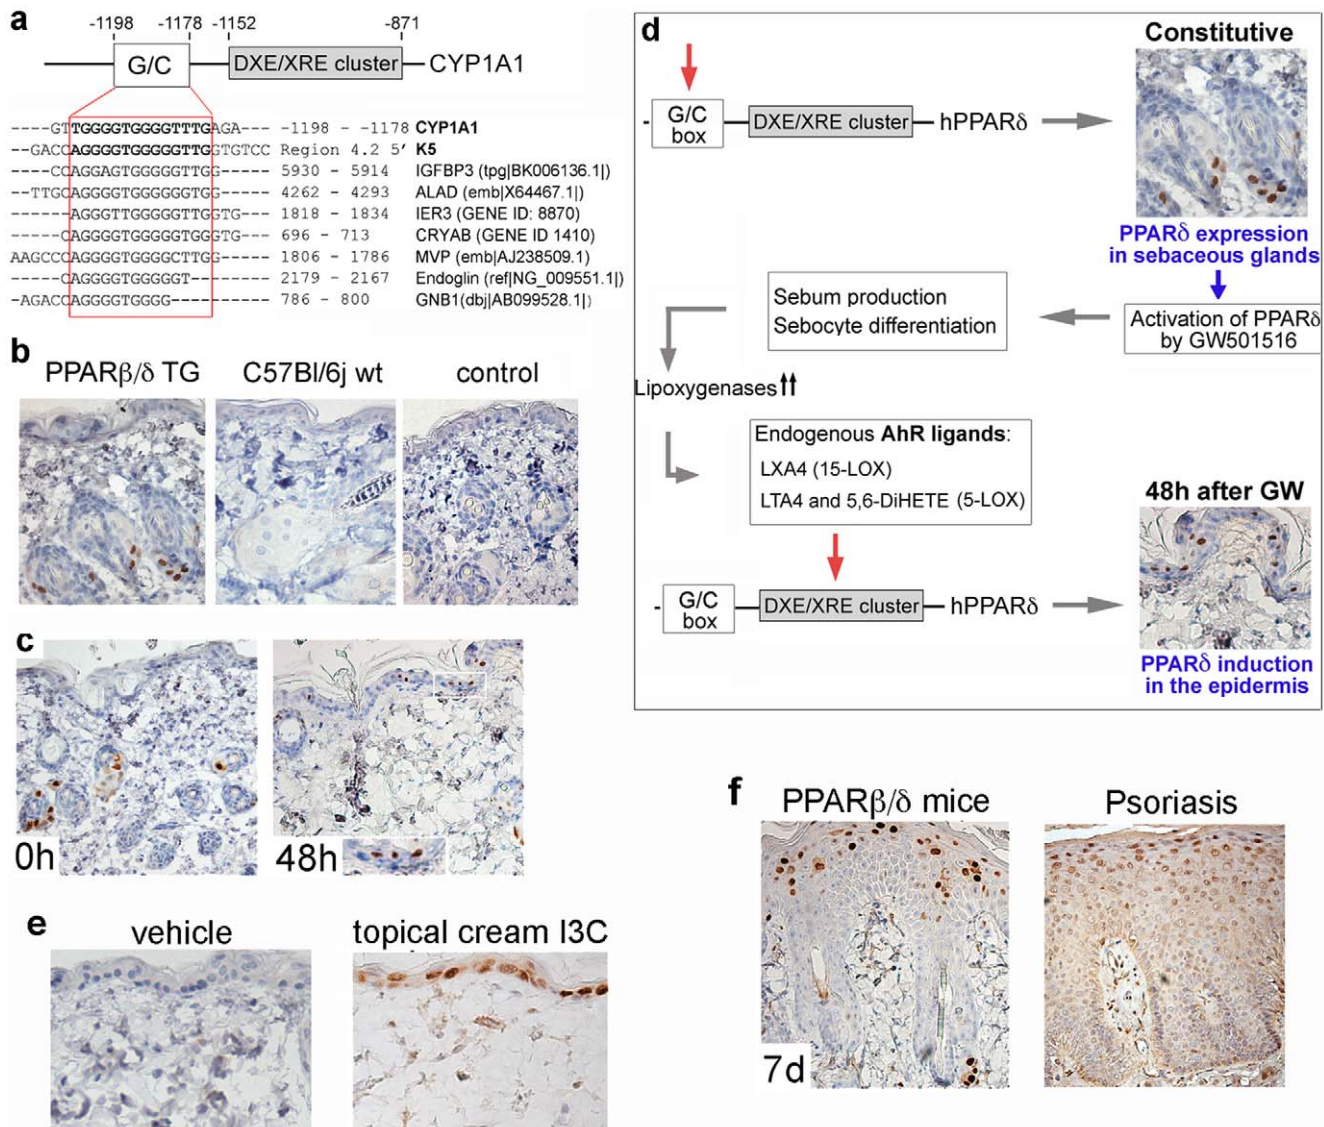 a
-1198 -1178 -1152 -871
G/C DXE/XRE cluster CYP1A1
----GTTGGGGTGGGGTTTGAGA--- -1198 - -1178 CYP1A1
--GACCAGGGGTGGGGGTTGGTGTCC Region 4.2 5' K5
----CCAGGAGTGGGGGTTGG----- 5930 - 5914 IGFBP3 (tpg|BK006136.1|)
--TTGCAGGGGTGGGGGGTGG----- 4262 - 4293 ALAD (emb|X64467.1|)
------AGGGTTGGGGGGTTGGTG---- 1818 - 1834 IER3 (GENE ID: 8870)
-----CAGGGGTGGGGGTGGGTG---- 696 - 713 CRYAB (GENE ID 1410)
AAGCCCAGGGGTGGGGCTTGG----- 1806 - 1786 MVP (emb|AJ238509.1)
-----CAGGGGTGGGGGT-------- 2179 - 2167 Endoglin (ref|NG_009551.1|)
-AGACCAGGGGTGGGG---------- 786 - 800 GNB1(dbj|AB099528.1|)
b
PPARβ/δ TG C57Bl/6j wt control
c
0h 48h
d
Constitutive
G/C
box
DXE/XRE cluster hPPARδ
PPARδ expression
in sebaceous glands
Activation of PPARδ
by GW501516
Sebum production
Sebocyte differentiation
Lipoxygenases
Endogenous AhR ligands:
LXA4 (15-LOX)
LTA4 and 5,6-DiHETE (5-LOX)
48h after GW
G/C
box
DXE/XRE cluster hPPARδ
PPARδ induction
in the epidermis
e
vehicle topical cream I3C
f
PPARβ/δ mice Psoriasis
7d